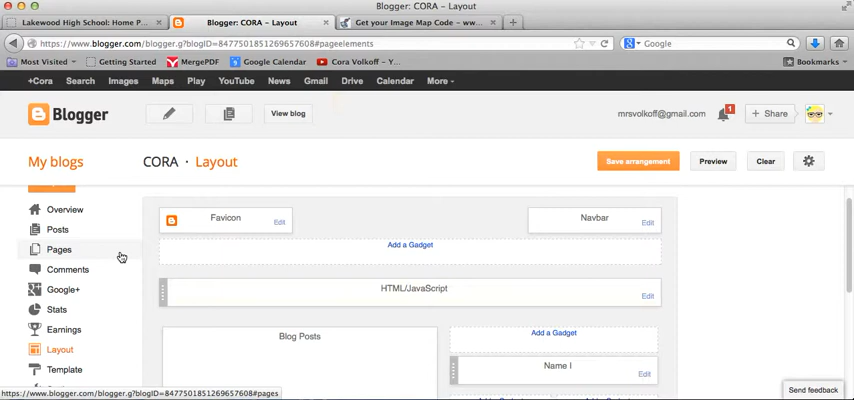 Blogger: CORA – Layout
Lakewood High School: Home P...
Blogger: CORA – Layout
Get your Image Map Code – ww...
https://www.blogger.com/blogger.g?blogID=8477501851269657608#pageelements
Google
Most Visited
Getting Started
MergePDF
Google Calendar
Cora Volkoff – Y...
Bookmarks
+Cora Search Images Maps Play YouTube News Gmail Drive Calendar More
Blogger
View blog
mrsvolkoff@gmail.com
1
+ Share
My blogs
CORA · Layout
Save arrangement
Preview
Clear
Overview
Posts
Pages
Comments
Google+
Stats
Earnings
Layout
Template
Favicon
Edit
Navbar
Edit
Add a Gadget
HTML/JavaScript
Edit
Blog Posts
Add a Gadget
Name I
Edit
https://www.blogger.com/blogger.g?blogID=8477501851269657608#pages
Send feedback